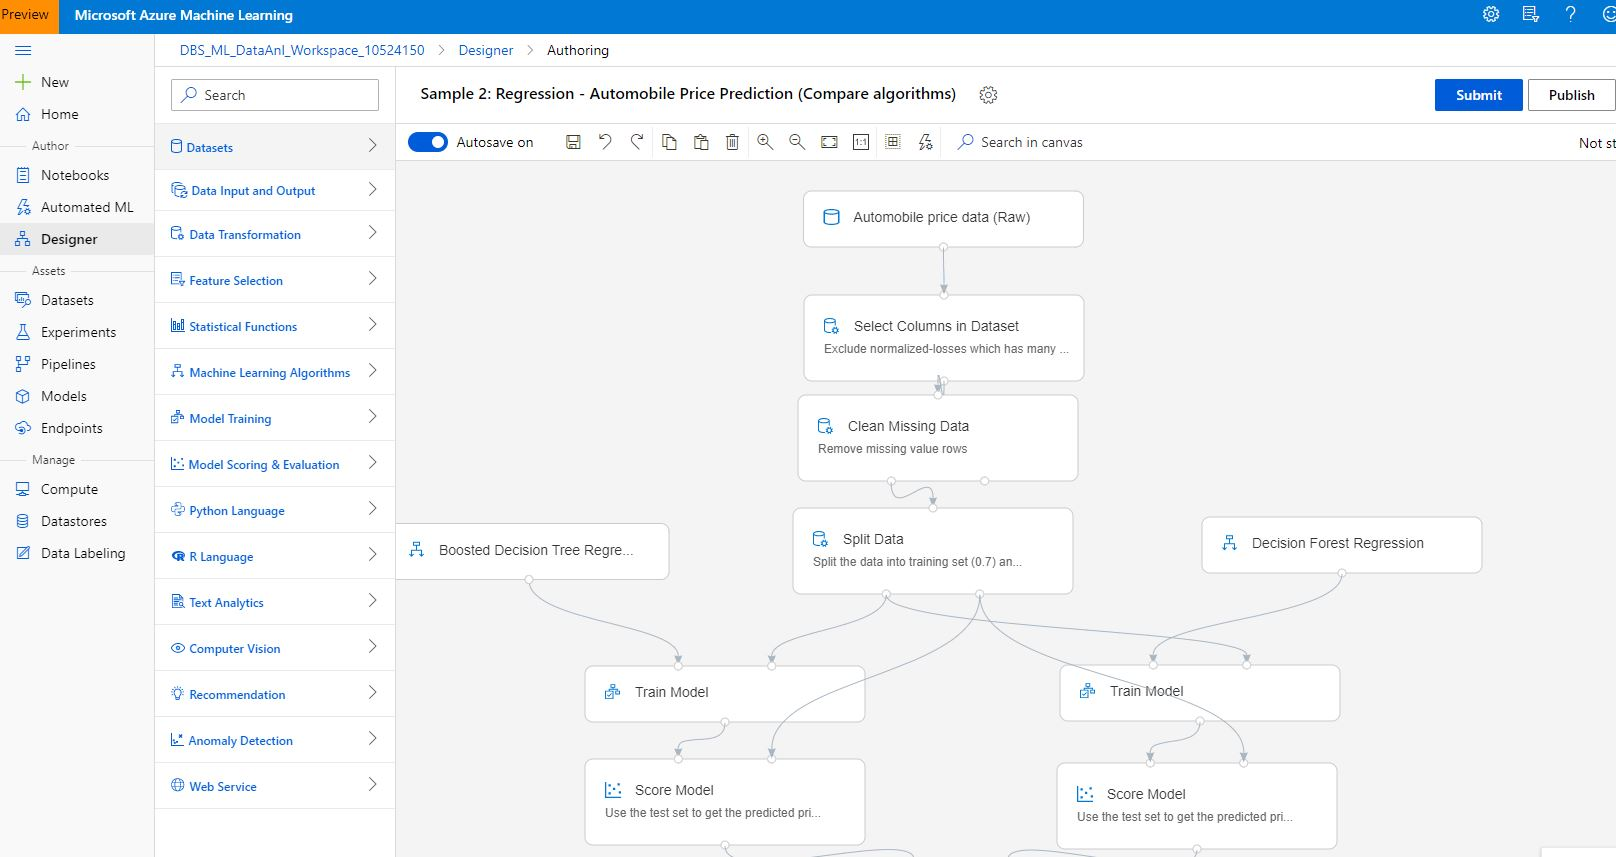 Preview
Microsoft Azure Machine Learning
DBS_ML_DataAnl_Workspace_10524150 > Designer > Authoring
New
Home
Author
Notebooks
Automated ML
Designer
Assets
Datasets
Experiments
Pipelines
Models
Endpoints
Manage
Compute
Datastores
Data Labeling
Search
Datasets
Data Input and Output
Data Transformation
Feature Selection
Statistical Functions
Machine Learning Algorithms
Model Training
Model Scoring & Evaluation
Python Language
R Language
Text Analytics
Computer Vision
Recommendation
Anomaly Detection
Web Service
Sample 2: Regression - Automobile Price Prediction (Compare algorithms)
Submit
Publish
Autosave on
1:1
Search in canvas
Not st
Automobile price data (Raw)
Select Columns in Dataset
Exclude normalized-losses which has many ...
Clean Missing Data
Remove missing value rows
Boosted Decision Tree Regre...
Split Data
Split the data into training set (0.7) an...
Decision Forest Regression
Train Model
Train Model
Score Model
Use the test set to get the predicted pri...
Score Model
Use the test set to get the predicted pri...